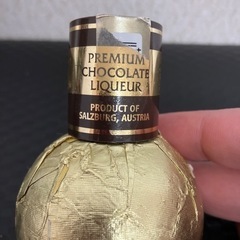 PREMIUM
CHOCOLATE
LIQUEUR
PRODUCT OF
SALZBURG, AUSTRIA